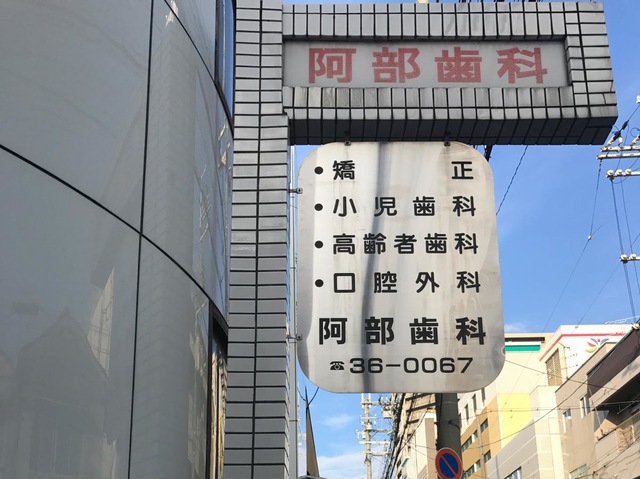 阿部歯科
・矯正
・小児歯科
・高齢者歯科
・口腔外科
阿部歯科
☎36-0067